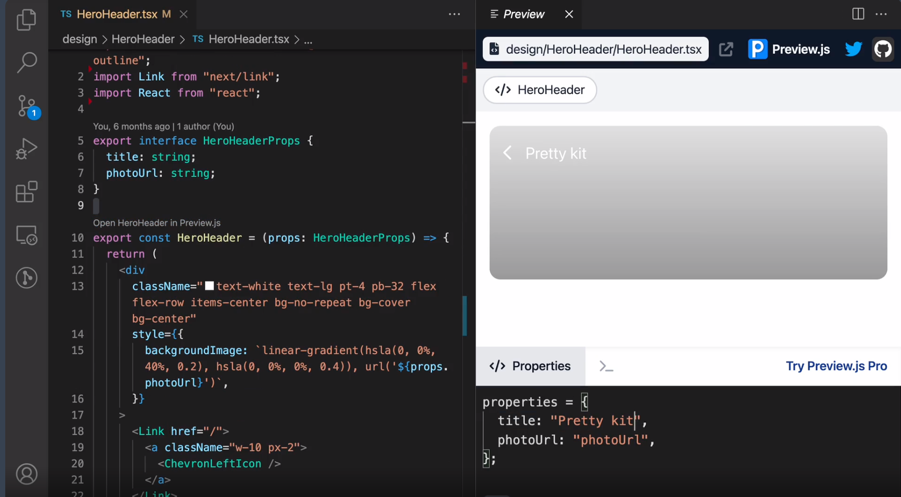 TS HeroHeader.tsx M
Preview
design > HeroHeader > TS HeroHeader.tsx > ...
design/HeroHeader/HeroHeader.tsx
P Preview.js
HeroHeader
outline";
2 import Link from "next/link";
3 import React from "react";
4
You, 6 months ago | 1 author (You)
5 export interface HeroHeaderProps {
6 title: string;
7 photoUrl: string;
8 }
9
Open HeroHeader in Preview.js
10 export const HeroHeader = (props: HeroHeaderProps) => {
11 return (
12 <div
13 className="text-white text-lg pt-4 pb-32 flex
flex-row items-center bg-no-repeat bg-cover
bg-center"
14 style={{
15 backgroundImage: `linear-gradient(hsla(0, 0%,
40%, 0.2), hsla(0, 0%, 0%, 0.4)), url('${props.
photoUrl}')`,
16 }}
17 >
18 <Link href="/">
19 <a className="w-10 px-2">
20 <ChevronLeftIcon />
21 </a>
22 </Link>
1
Pretty kit
</> Properties
>_
Try Preview.js Pro
properties = {
title: "Pretty kit",
photoUrl: "photoUrl",
};